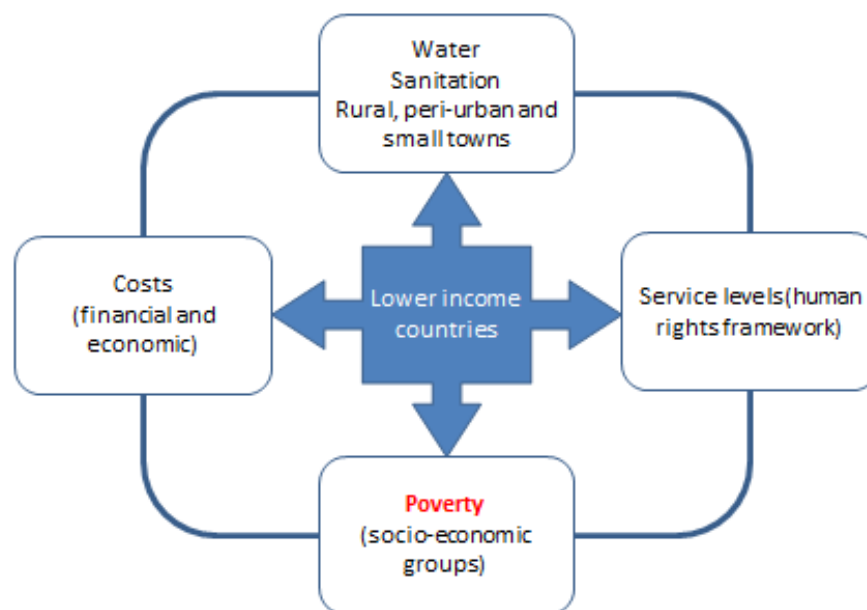 Water
Sanitation
Rural, peri-urban and
small towns
Costs
(financial and
economic)
Lower income
countries
Service levels(human
rights framework)
Poverty
(socio-economic
groups)